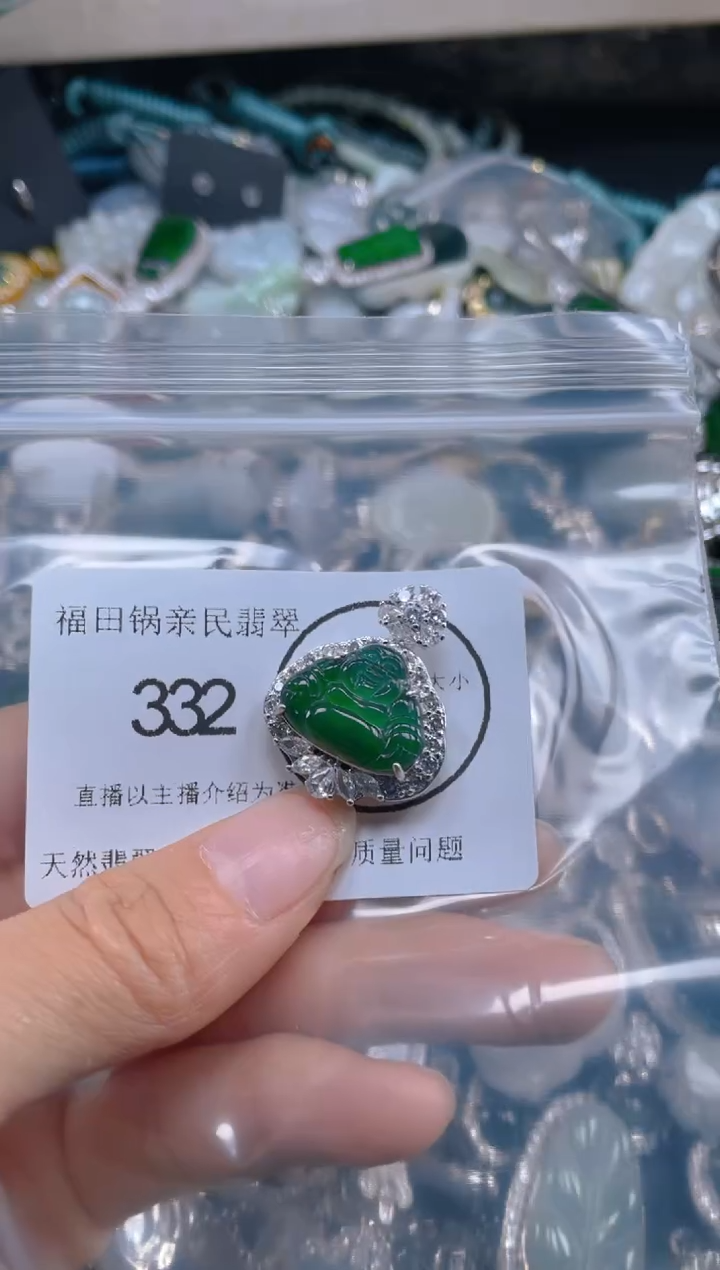 福田锅亲民翡翠
332
大小
直播以主播介绍为准
天然翡翠 质量问题